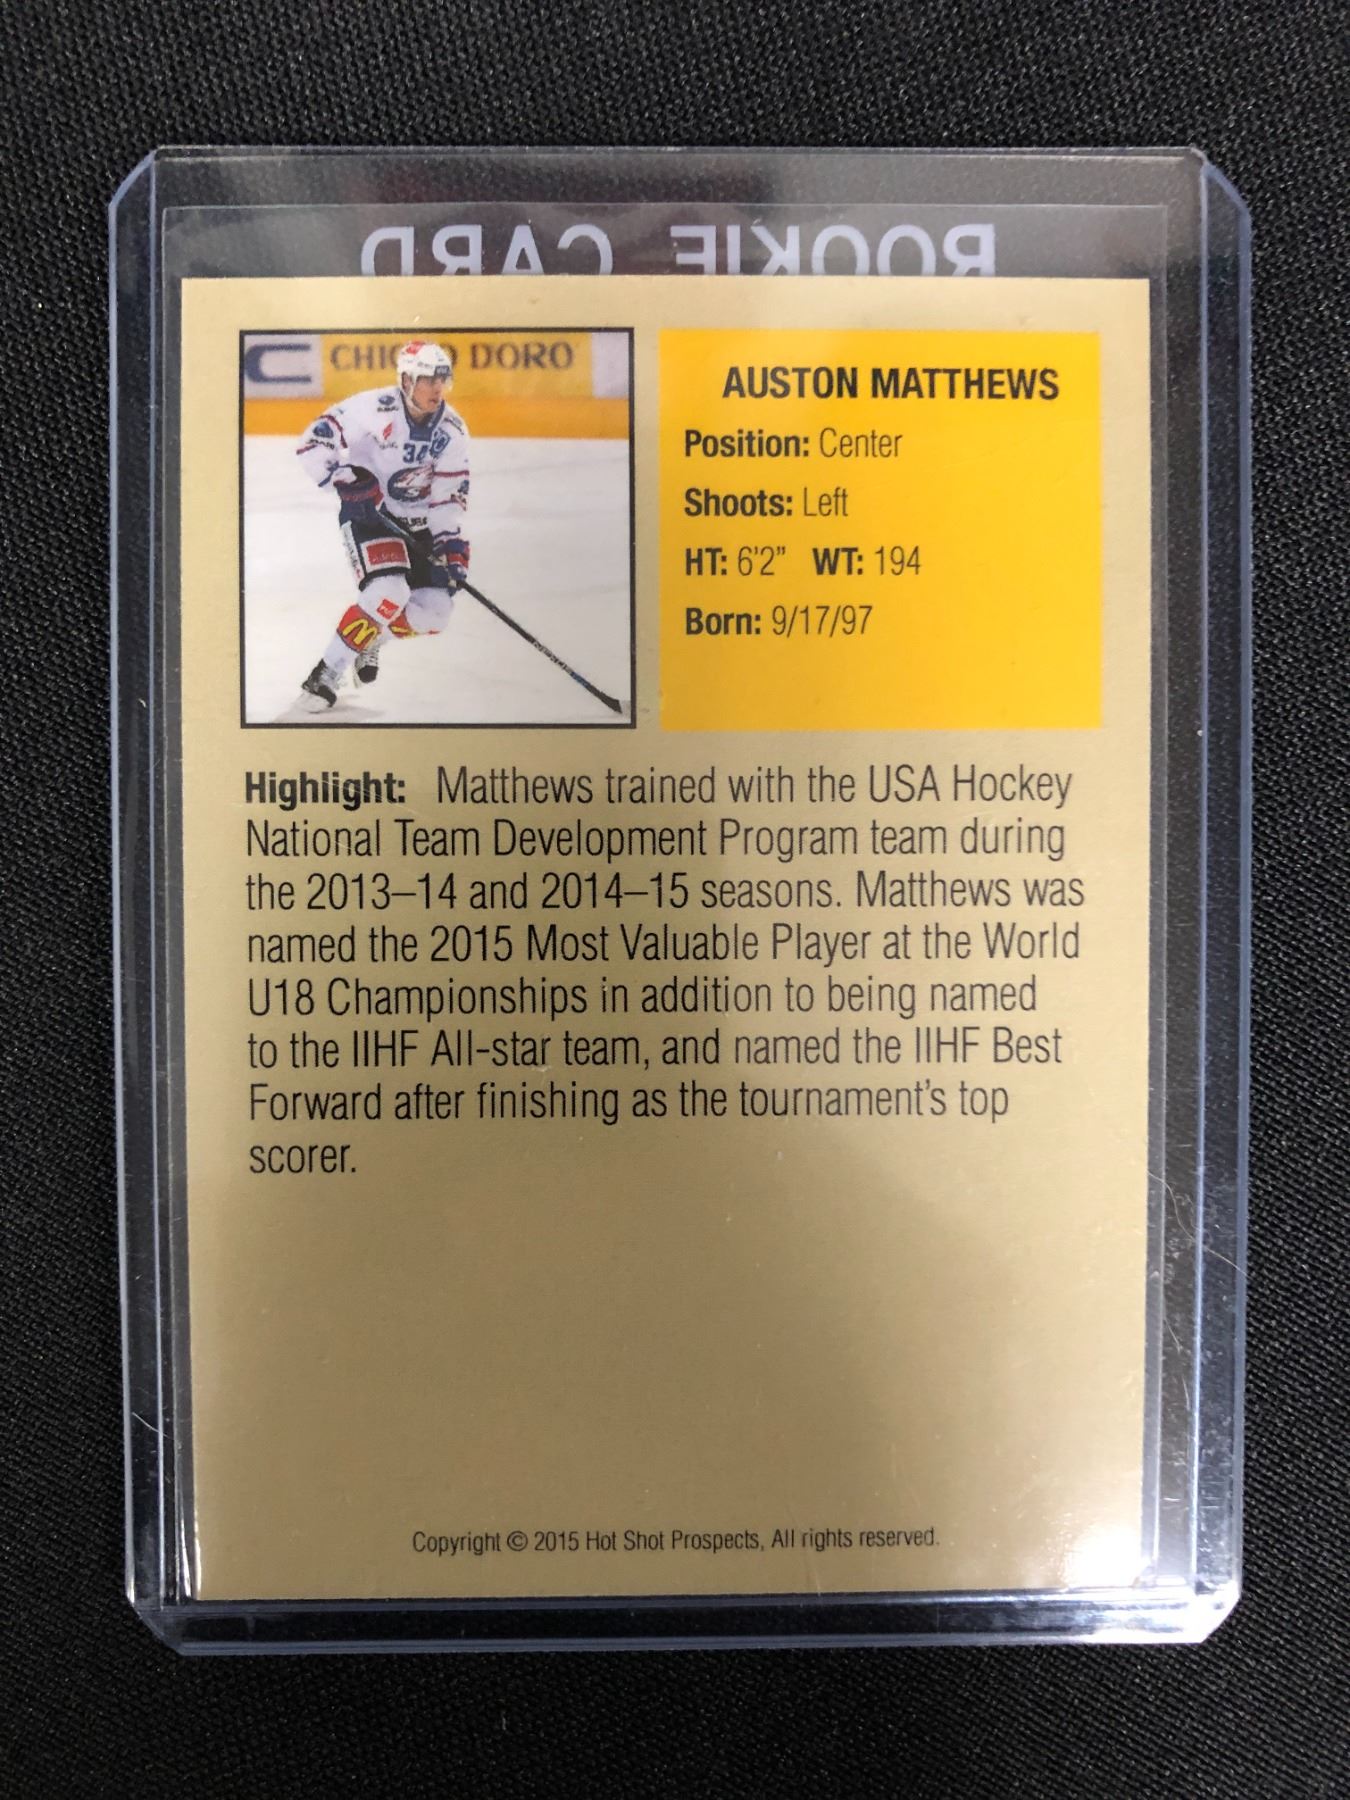 ROOKIE CARD
CHICCO D'ORO
34
AUSTON MATTHEWS
Position: Center
Shoots: Left
HT: 6'2" WT: 194
Born: 9/17/97
Highlight: Matthews trained with the USA Hockey
National Team Development Program team during
the 2013–14 and 2014–15 seasons. Matthews was
named the 2015 Most Valuable Player at the World
U18 Championships in addition to being named
to the IIHF All-star team, and named the IIHF Best
Forward after finishing as the tournament's top
scorer.
Copyright © 2015 Hot Shot Prospects, All rights reserved.